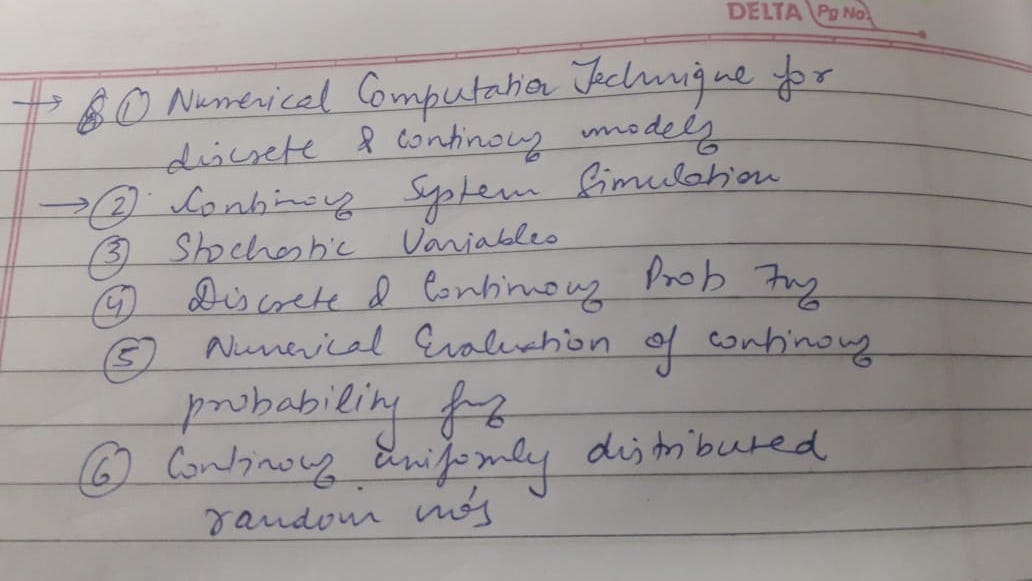 DELTA Pg No.
→ ① Numerical Computation Technique for
discrete & continous models
→ ② Continous System Simulation
③ Stochastic Variables
④ Discrete & Continous Prob Fns
⑤ Numerical Evaluation of continous
probability fns
⑥ Continous uniformly distributed
random no's